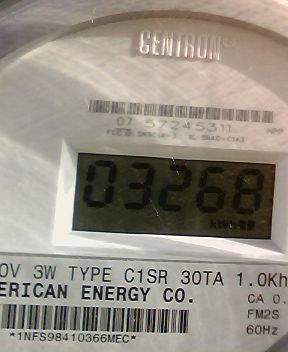 CENTRON®
07 57245311
03268
0V 3W TYPE C1SR 30TA 1.0Kh
ERICAN ENERGY CO.
CA 0.
FM2S
60Hz
*1NFS98410366MEC*